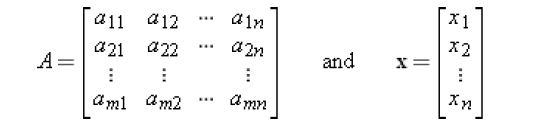 A = [ a11 a12 ⋯ a1n
a21 a22 ⋯ a2n
⋮ ⋮ ⋮
am1 am2 ⋯ amn ] and x = [ x1
x2
⋮
xn ]